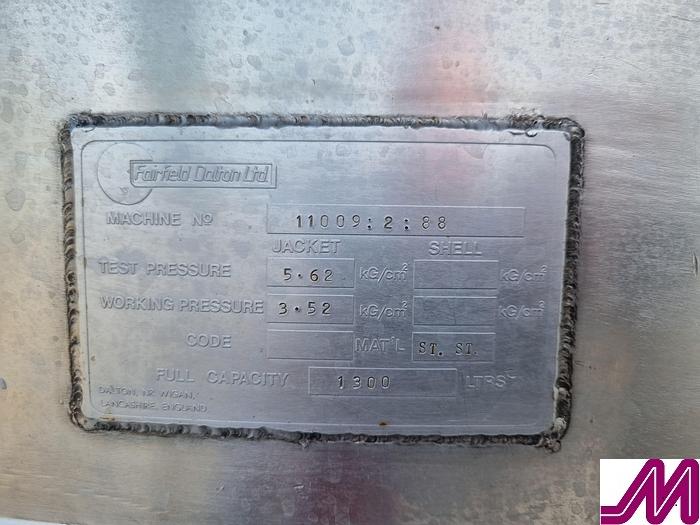 Fairfield Dalton Ltd
MACHINE Nº 11009:2:88
JACKET SHELL
TEST PRESSURE 5.62 KG/cm² KG/cm²
WORKING PRESSURE 3.52 KG/cm² KG/cm²
CODE MAT'L ST. ST.
FULL CAPACITY 1300 LTRS
DALTON, NR WIGAN,
LANCASHIRE, ENGLAND
M